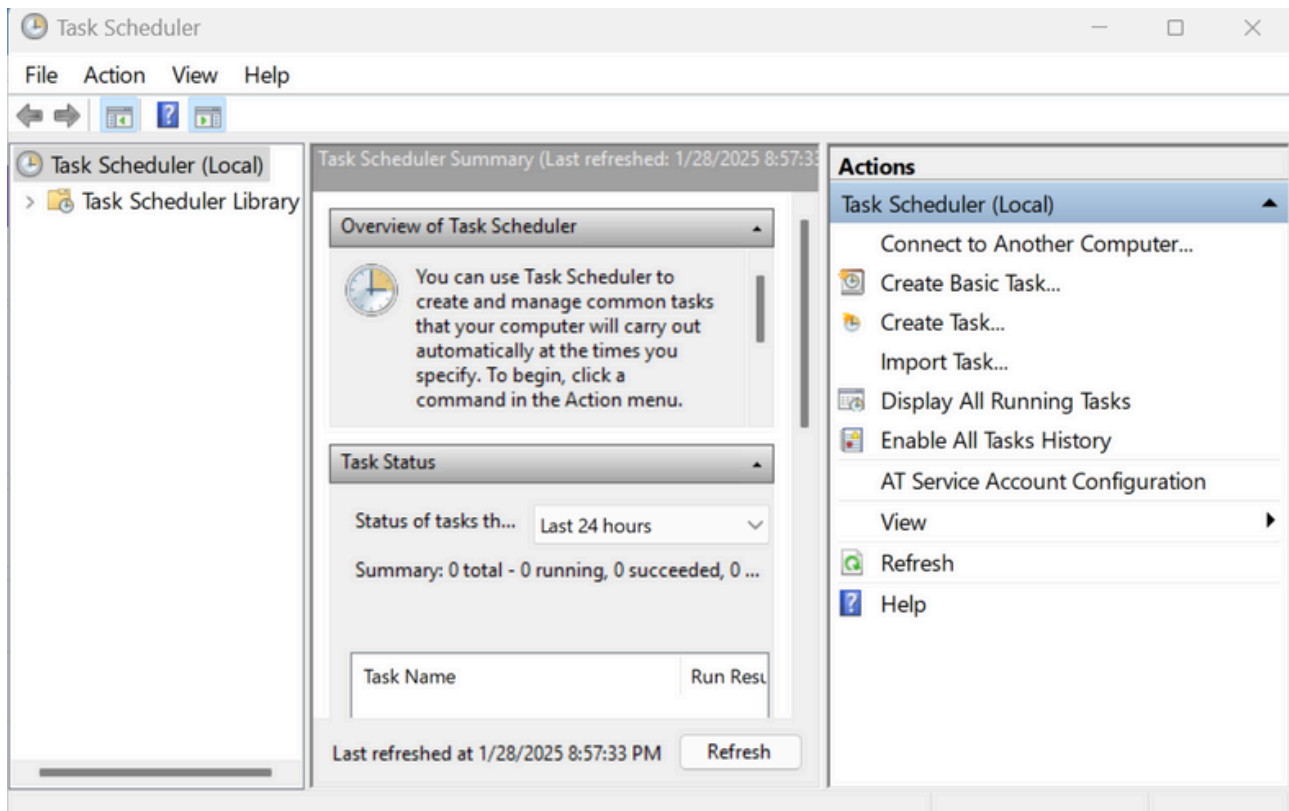 Task Scheduler
File Action View Help
Task Scheduler (Local)
Task Scheduler Library
Task Scheduler Summary (Last refreshed: 1/28/2025 8:57:33
Overview of Task Scheduler
You can use Task Scheduler to
create and manage common tasks
that your computer will carry out
automatically at the times you
specify. To begin, click a
command in the Action menu.
Task Status
Status of tasks th... Last 24 hours
Summary: 0 total - 0 running, 0 succeeded, 0 ...
Task Name Run Resu
Last refreshed at 1/28/2025 8:57:33 PM Refresh
Actions
Task Scheduler (Local)
Connect to Another Computer...
Create Basic Task...
Create Task...
Import Task...
Display All Running Tasks
Enable All Tasks History
AT Service Account Configuration
View
Refresh
Help